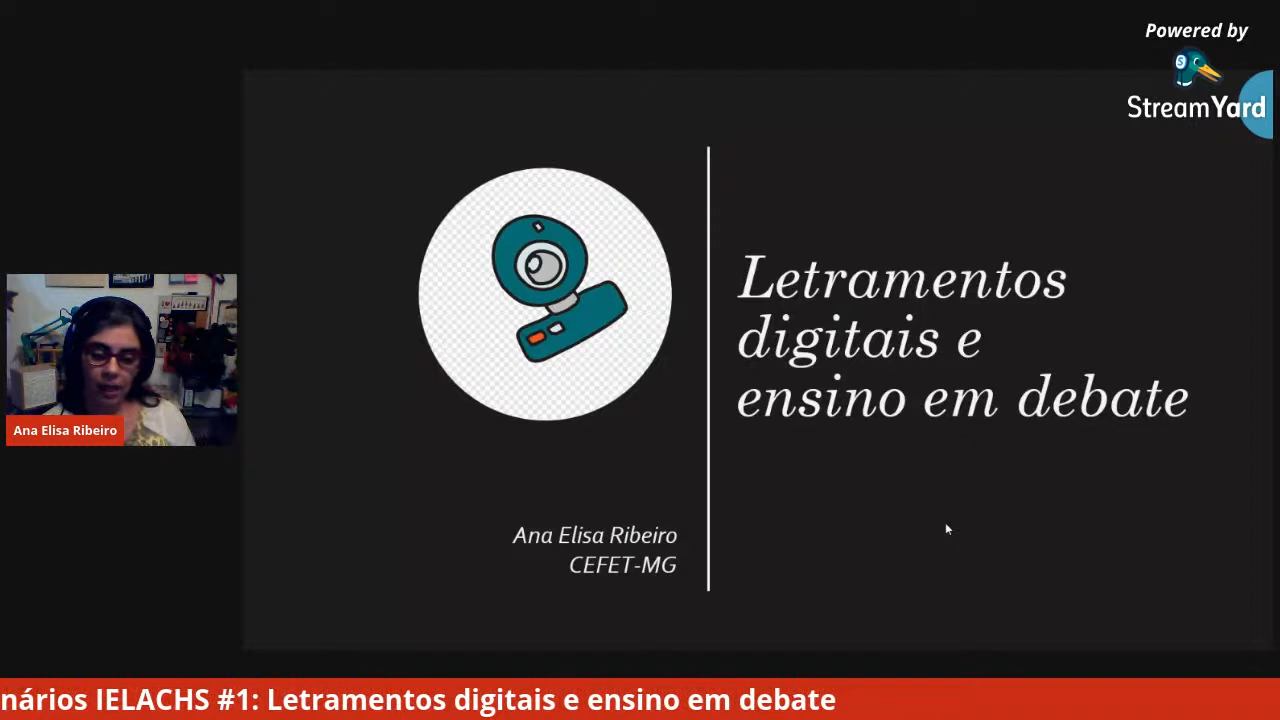 Powered by
StreamYard
Letramentos
digitais e
ensino em debate
Ana Elisa Ribeiro
Ana Elisa Ribeiro
CEFET-MG
nários IELACHS #1: Letramentos digitais e ensino em debate